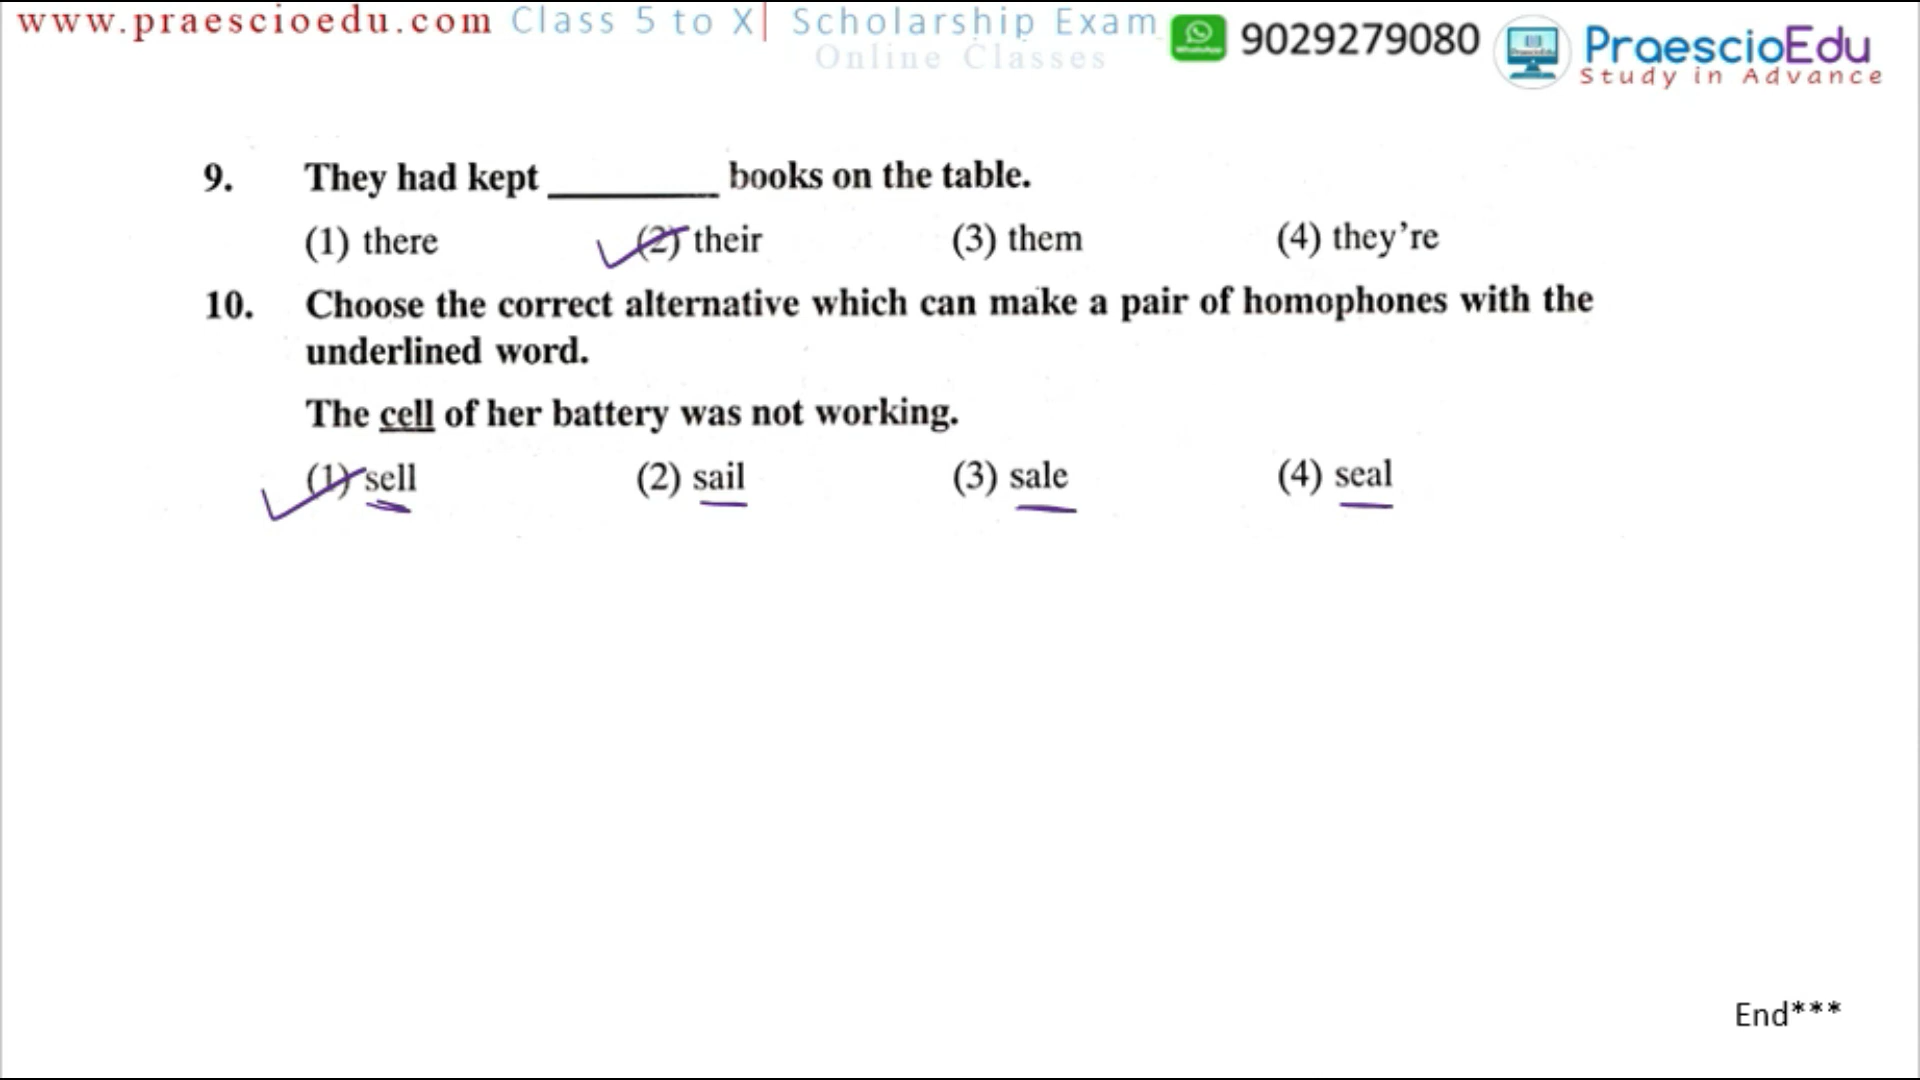 www.praescioedu.com Class 5 to X| Scholarship Exam 9029279080 PraescioEdu
Online Classes Study in Advance
9. They had kept ________ books on the table.
(1) there (2) their (3) them (4) they’re
10. Choose the correct alternative which can make a pair of homophones with the
underlined word.
The cell of her battery was not working.
(1) sell (2) sail (3) sale (4) seal
End***